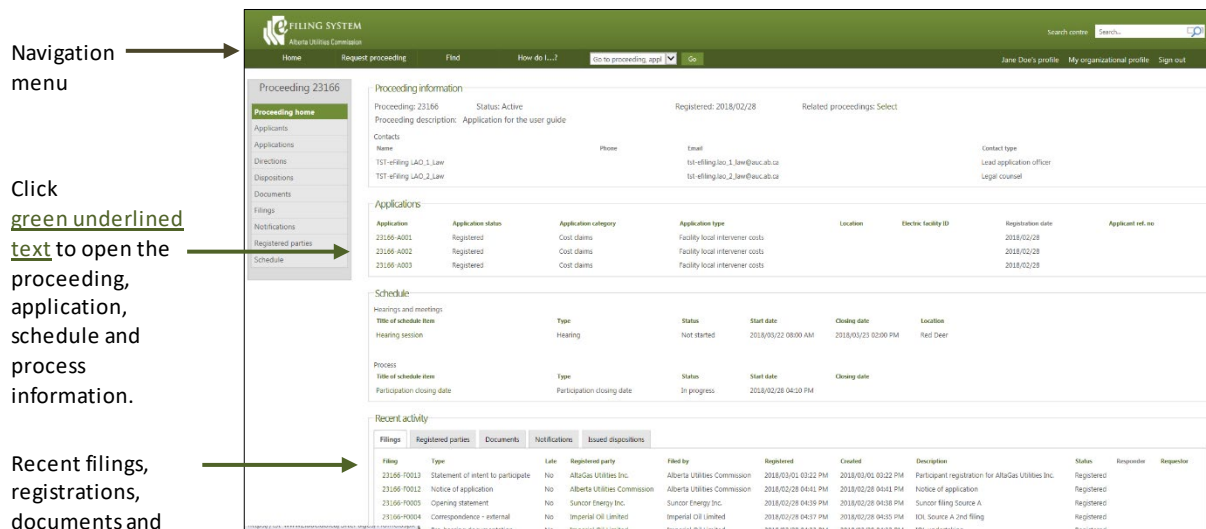 eFILING SYSTEM
Alberta Utilities Commission
Search centre Search...
Home Request proceeding Find How do I...? Go to proceeding, appl Go Jane Doe's profile My organizational profile Sign out
Navigation
menu
Proceeding 23166
Proceeding home
Applicants
Applications
Directions
Dispositions
Documents
Filings
Notifications
Registered parties
Schedule
Click
green underlined
text to open the
proceeding,
application,
schedule and
process
information.
Recent filings,
registrations,
documents and
Proceeding information
Proceeding: 23166 Status: Active Registered: 2018/02/28 Related proceedings: Select
Proceeding description: Application for the user guide
Contacts
Name Phone Email Contact type
TST-eFiling LAO_1_Law tst-efiling.lao_1_law@auc.ab.ca Lead application officer
TST-eFiling LAO_2_Law tst-efiling.lao_2_law@auc.ab.ca Legal counsel
Applications
Application Application status Application category Application type Location Electric facility ID Registration date Applicant ref. no
23166-A001 Registered Cost claims Facility local intervener costs 2018/02/28
23166-A002 Registered Cost claims Facility local intervener costs 2018/02/28
23166-A003 Registered Cost claims Facility local intervener costs 2018/02/28
Schedule
Hearings and meetings
Title of schedule item Type Status Start date Closing date Location
Hearing session Hearing Not started 2018/03/22 08:00 AM 2018/03/23 02:00 PM Red Deer
Process
Title of schedule item Type Status Start date Closing date
Participation closing date Participation closing date In progress 2018/02/28 04:10 PM
Recent activity
Filings Registered parties Documents Notifications Issued dispositions
Filing Type Late Registered party Filed by Registered Created Description Status Responder Requestor
23166-F0013 Statement of intent to participate No AltaGas Utilities Inc. Alberta Utilities Commission 2018/03/01 03:22 PM 2018/03/01 03:22 PM Participant registration for AltaGas Utilities Inc. Registered
23166-F0012 Notice of application No Alberta Utilities Commission Alberta Utilities Commission 2018/02/28 04:41 PM 2018/02/28 04:41 PM Notice of application Registered
23166-F0005 Opening statement No Suncor Energy Inc. Suncor Energy Inc. 2018/02/28 04:39 PM 2018/02/28 04:38 PM Suncor filing Source A Registered
23166-F0004 Correspondence - external No Imperial Oil Limited Imperial Oil Limited 2018/02/28 04:37 PM 2018/02/28 04:35 PM IOL Source A 2nd filing Registered